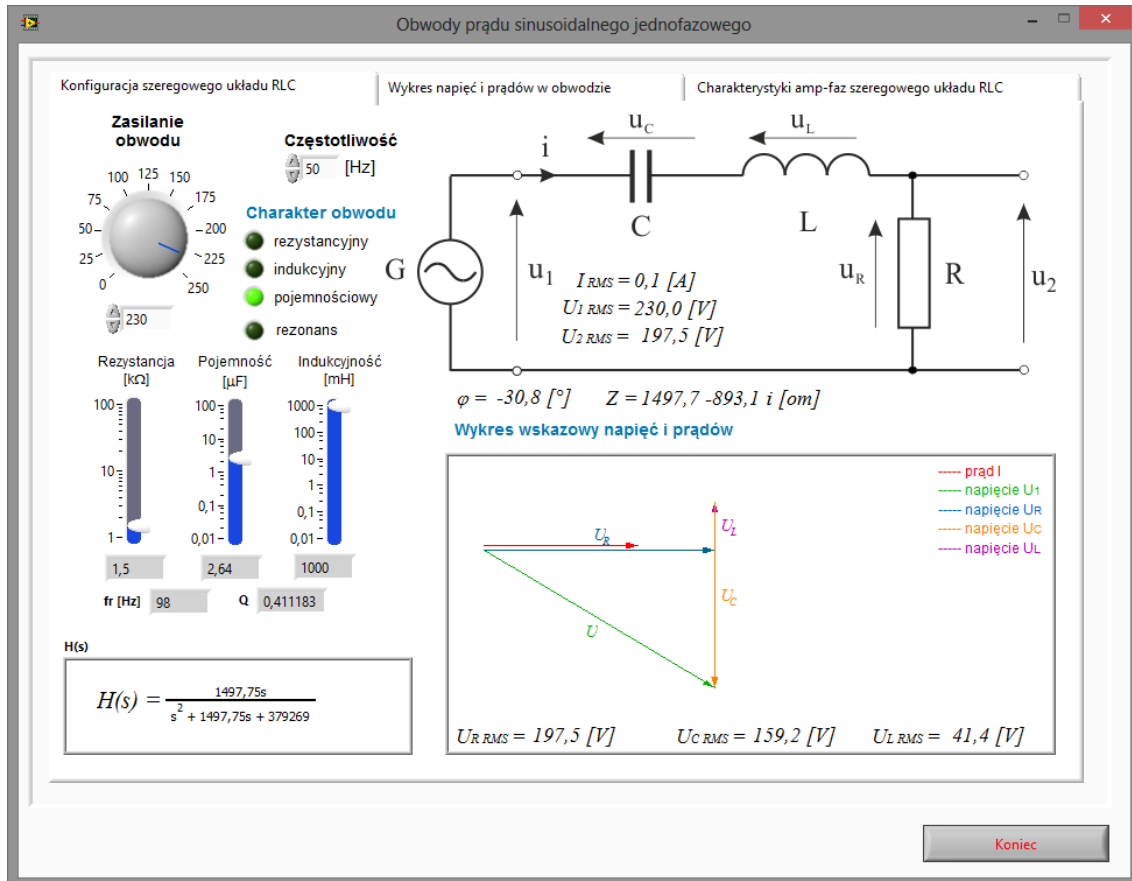 Obwody prądu sinusoidalnego jednofazowego
Konfiguracja szeregowego układu RLC
Wykres napięć i prądów w obwodzie
Charakterystyki amp-faz szeregowego układu RLC
Zasilanie
obwodu
Częstotliwość
50 [Hz]
0 25 50 75 100 125 150 175 200 225 250
230
Charakter obwodu
rezystancyjny
indukcyjny
pojemnościowy
rezonans
Rezystancja
[kΩ]
100
10
1
1,5
Pojemność
[µF]
100
10
1
0,1
0,01
2,64
Indukcyjność
[mH]
1000
100
10
1
0,1
0,01
1000
fr [Hz] 98
Q 0,411183
H(s)
H(s) = 1497,75s
s² + 1497,75s + 379269
u_C
u_L
i
C
L
G
u₁
u_R
R
u₂
I RMS = 0,1 [A]
U1 RMS = 230,0 [V]
U2 RMS = 197,5 [V]
φ = -30,8 [°] Z = 1497,7 -893,1 i [om]
Wykres wskazowy napięć i prądów
----- prąd I
----- napięcie U1
----- napięcie UR
----- napięcie UC
----- napięcie UL
U_R
U_L
U_C
U
UR RMS = 197,5 [V] UC RMS = 159,2 [V] UL RMS = 41,4 [V]
Koniec